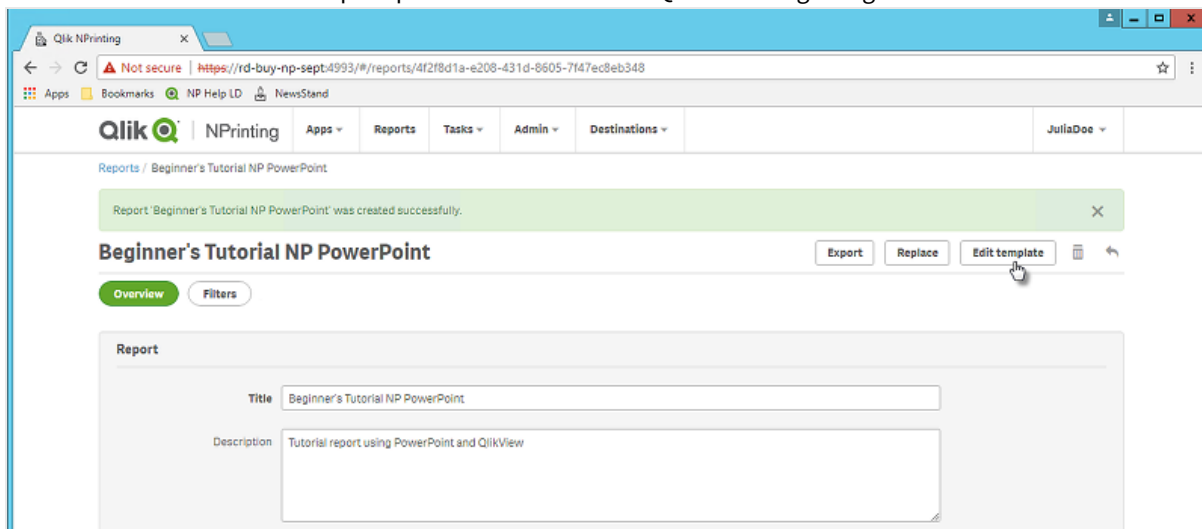 Qlik NPrinting
Not secure | https://rd-buy-np-sept:4993/#/reports/4f2f8d1a-e208-431d-8605-7f47ec8eb348
Apps Bookmarks NP Help LD NewsStand
Qlik NPrinting Apps Reports Tasks Admin Destinations JuliaDoe
Reports / Beginner's Tutorial NP PowerPoint
Report 'Beginner's Tutorial NP PowerPoint' was created successfully.
Beginner's Tutorial NP PowerPoint Export Replace Edit template
Overview Filters
Report
Title Beginner's Tutorial NP PowerPoint
Description Tutorial report using PowerPoint and QlikView